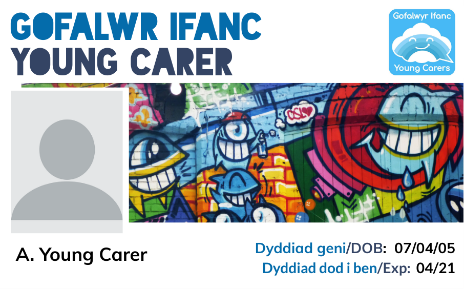 GOFALWR IFANC
YOUNG CARER
Gofalwyr Ifanc
Young Carers
A. Young Carer
Dyddiad geni/DOB: 07/04/05
Dyddiad dod i ben/Exp: 04/21